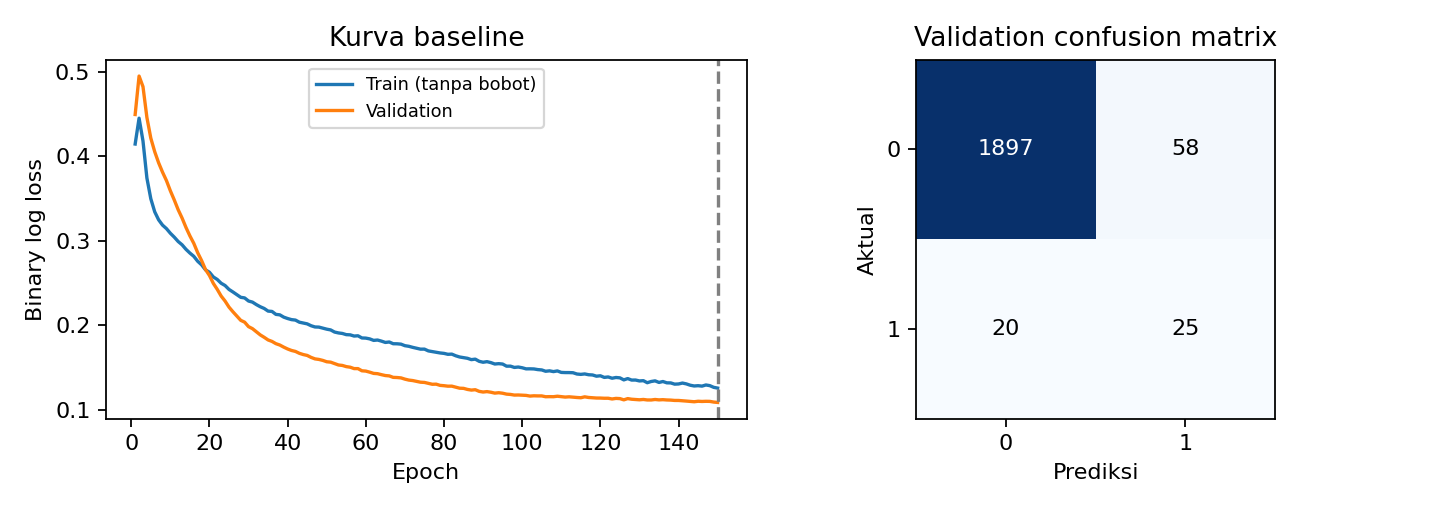 Kurva baseline
Train (tanpa bobot)
Validation
Binary log loss
0.5
0.4
0.3
0.2
0.1
0 20 40 60 80 100 120 140
Epoch
Validation confusion matrix
Aktual
0 1897 58
1 20 25
0 1
Prediksi